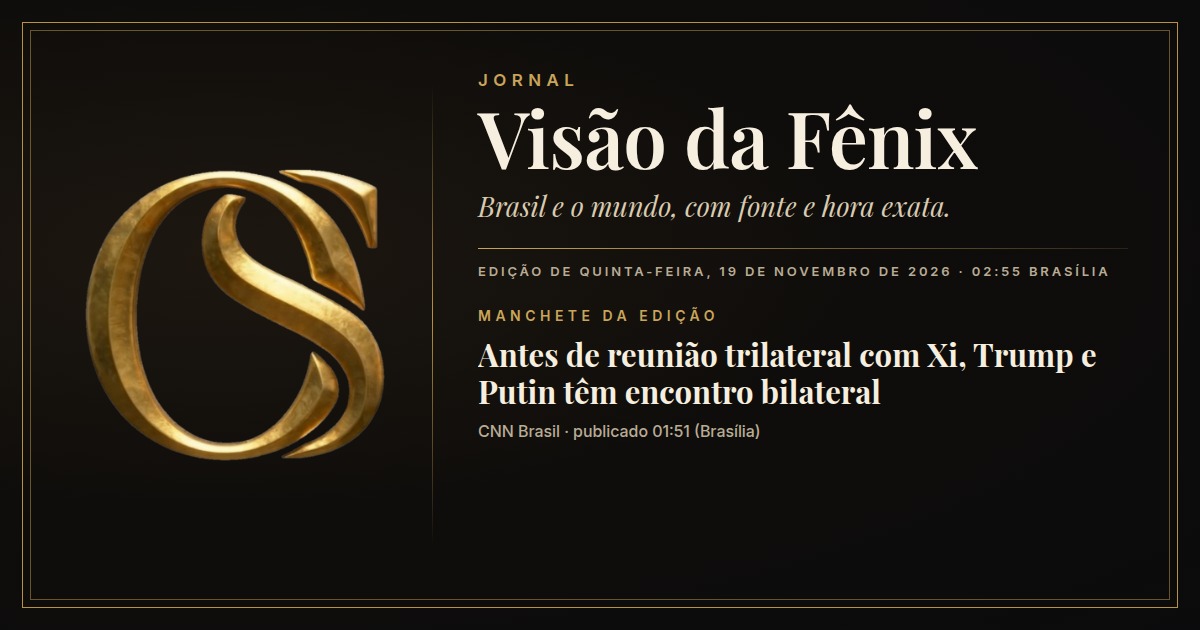 JORNAL
Visão da Fênix
Brasil e o mundo, com fonte e hora exata.
EDIÇÃO DE QUINTA-FEIRA, 19 DE NOVEMBRO DE 2026 · 02:55 BRASÍLIA
MANCHETE DA EDIÇÃO
Antes de reunião trilateral com Xi, Trump e
Putin têm encontro bilateral
CNN Brasil · publicado 01:51 (Brasília)